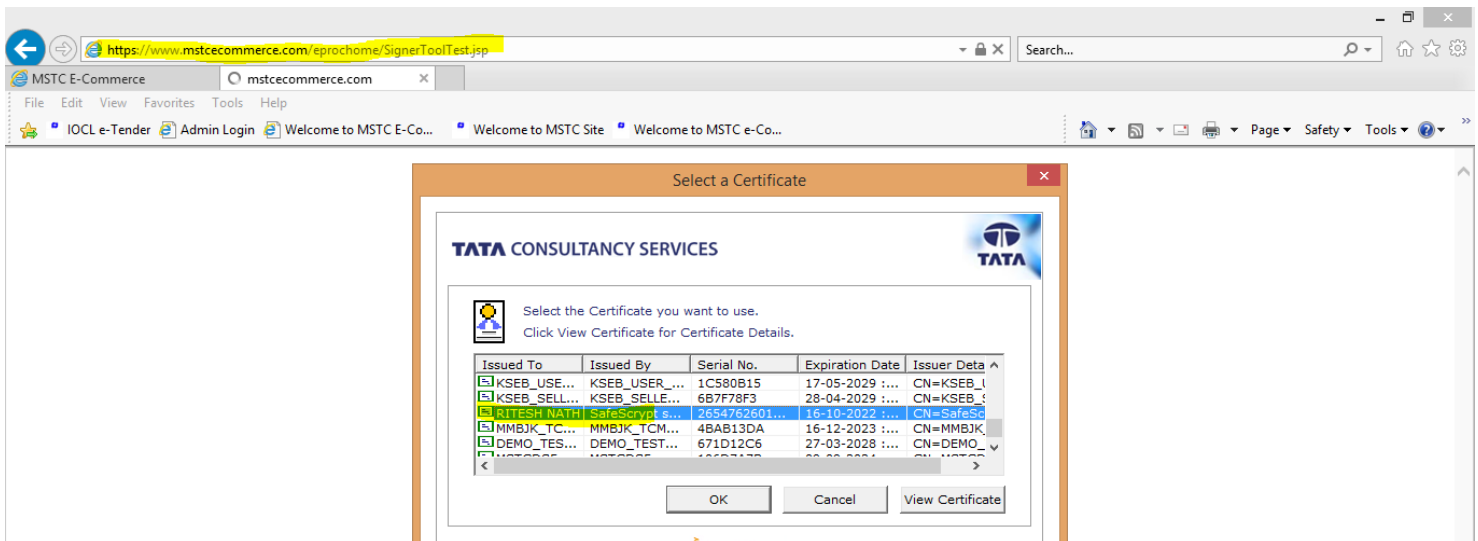 https://www.mstcecommerce.com/eprochome/SignerToolTest.jsp Search...
MSTC E-Commerce mstcecommerce.com
File Edit View Favorites Tools Help
IOCL e-Tender Admin Login Welcome to MSTC E-Co... Welcome to MSTC Site Welcome to MSTC e-Co... Page Safety Tools
Select a Certificate
TATA CONSULTANCY SERVICES
TATA
Select the Certificate you want to use.
Click View Certificate for Certificate Details.
Issued To Issued By Serial No. Expiration Date Issuer Deta
KSEB_USE... KSEB_USER_... 1C580B15 17-05-2029 :... CN=KSEB_U
KSEB_SELL... KSEB_SELLE... 6B7F78F3 28-04-2029 :... CN=KSEB_S
RITESH NATH SafeScrypt s...2654762601... 16-10-2022 :... CN=SafeSc
MMBJK_TC... MMBJK_TCM... 4BAB13DA 16-12-2023 :... CN=MMBJK
DEMO_TES... DEMO_TEST... 671D12C6 27-03-2028 :... CN=DEMO_
OK Cancel View Certificate